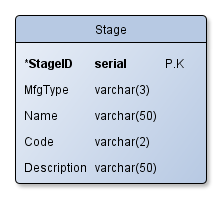 Stage
*StageID serial P.K
MfgType varchar(3)
Name varchar(50)
Code varchar(2)
Description varchar(50)